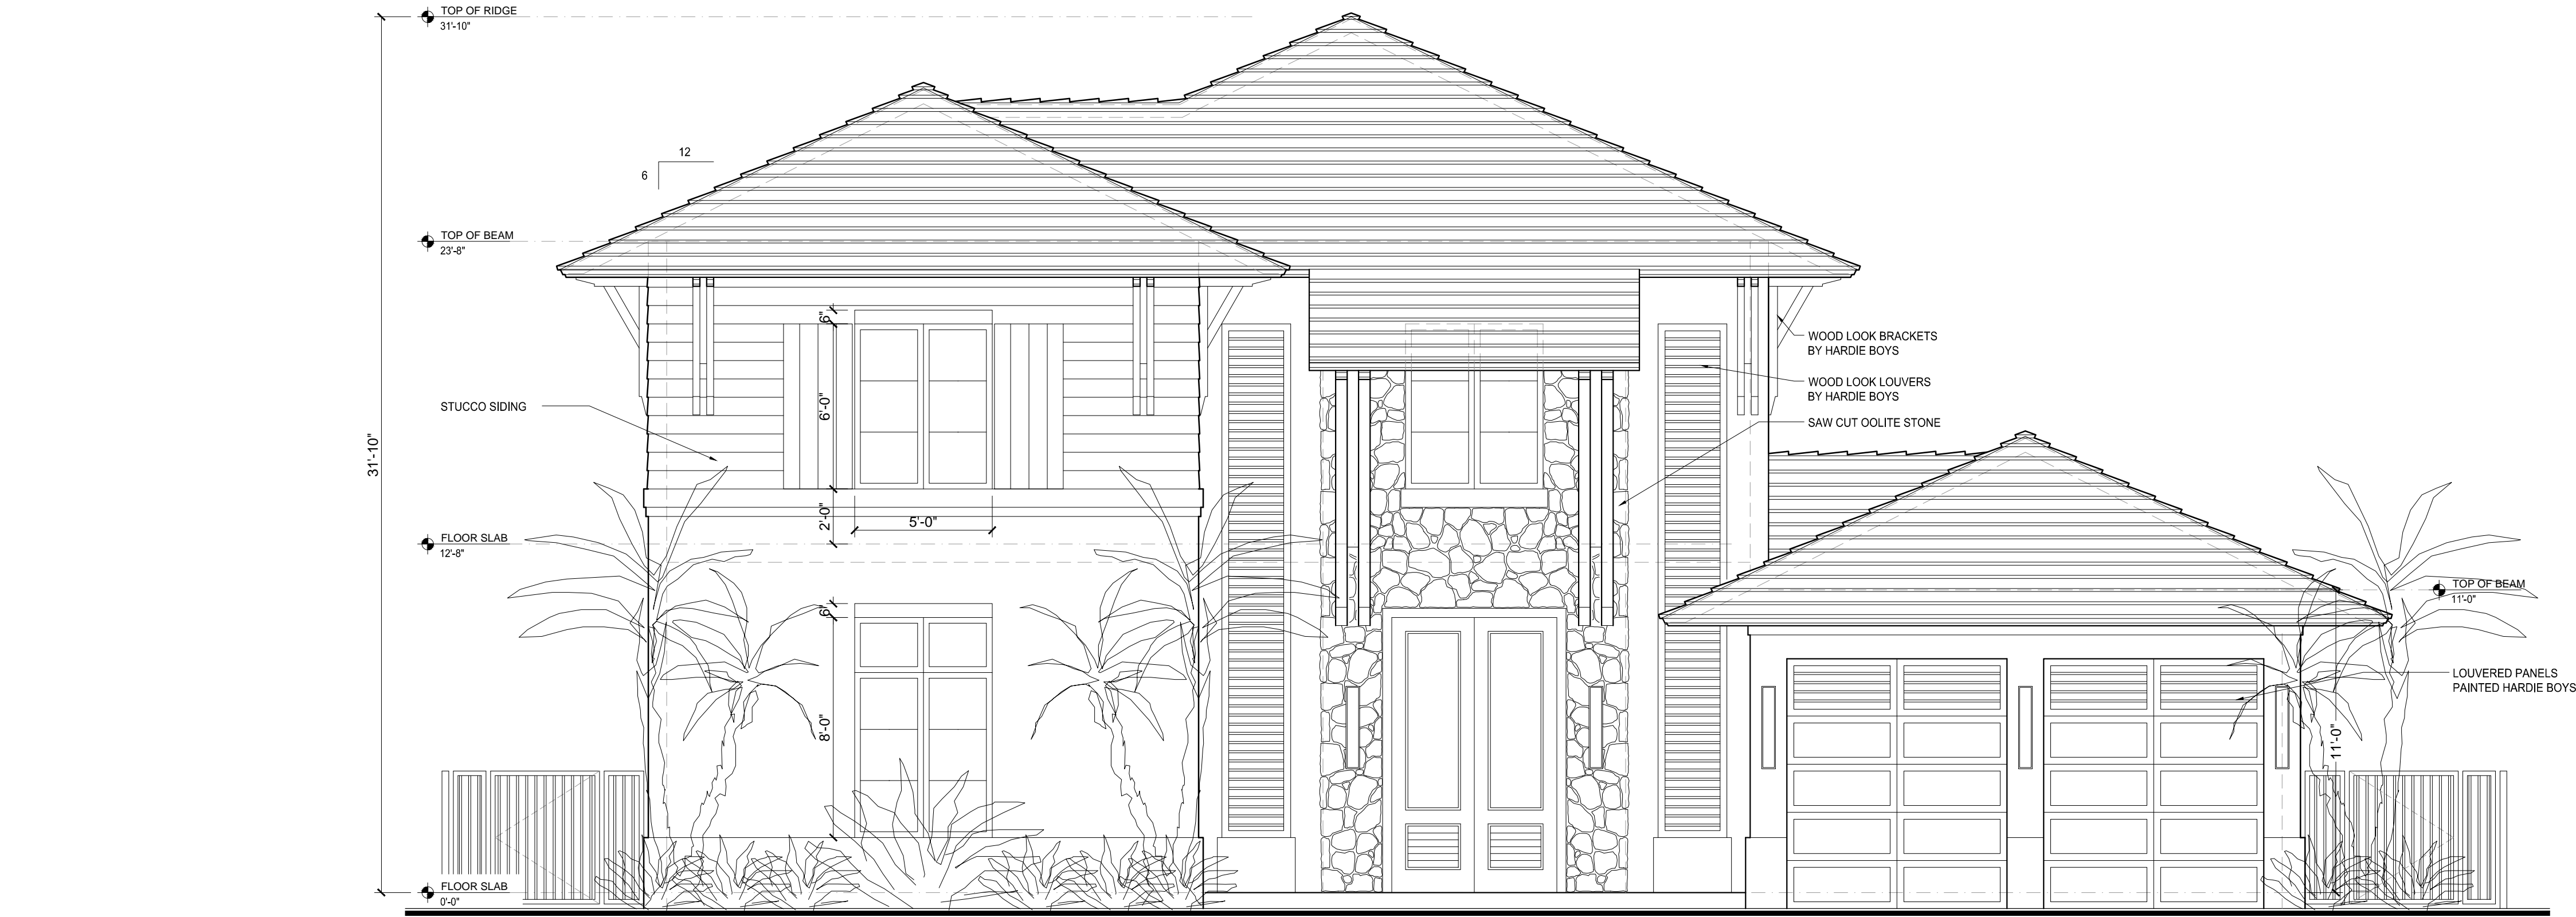 TOP OF RIDGE
31'-10"
12
6
TOP OF BEAM
23'-8"
6"
WOOD LOOK BRACKETS
BY HARDIE BOYS
WOOD LOOK LOUVERS
BY HARDIE BOYS
6'-0"
STUCCO SIDING
SAW CUT OOLITE STONE
31'-10"
2'-0"
5'-0"
FLOOR SLAB
12'-8"
TOP OF BEAM
11'-0"
6"
LOUVERED PANELS
PAINTED HARDIE BOYS
8'-0"
11'-0"
FLOOR SLAB
0'-0"